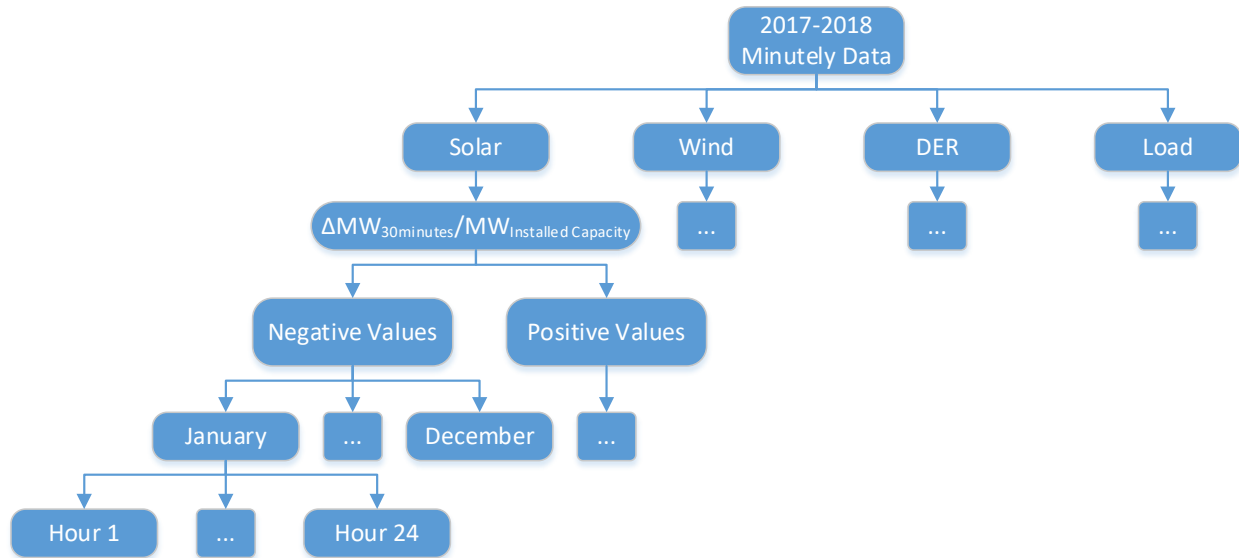 2017-2018
Minutely Data
Solar
Wind
DER
Load
ΔMW30minutes/MWInstalled Capacity
...
...
...
Negative Values
Positive Values
January
...
December
...
Hour 1
...
Hour 24